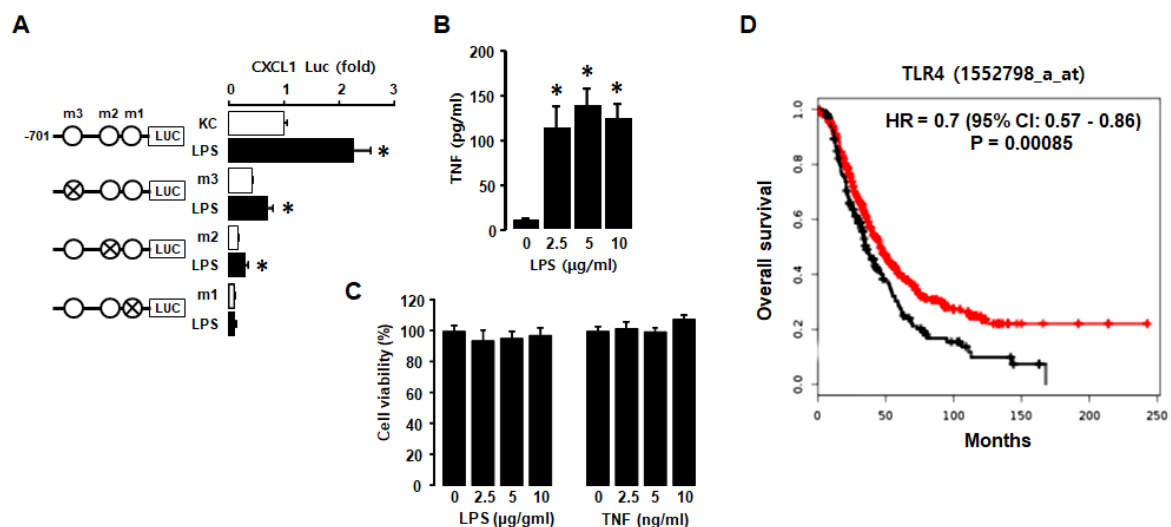 A
CXCL1 Luc (fold)
0 1 2 3
m3 m2 m1
-701
LUC
KC
LPS
*
LUC
m3
LPS
*
LUC
m2
LPS
*
LUC
m1
LPS
B
TNF (pg/ml)
200
150
100
50
0
* * *
0 2.5 5 10
LPS (μg/ml)
C
Cell viability (%)
120
100
80
60
40
20
0
0 2.5 5 10 0 2.5 5 10
LPS (μg/gml) TNF (ng/ml)
D
TLR4 (1552798_a_at)
HR = 0.7 (95% CI: 0.57 - 0.86)
P = 0.00085
Overall survival
1.0
0.8
0.6
0.4
0.2
0.0
0 50 100 150 200 250
Months